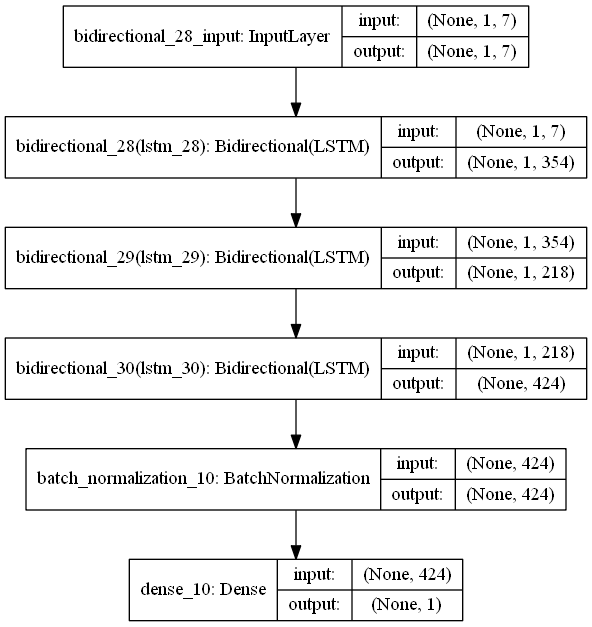 bidirectional_28_input: InputLayer
input: (None, 1, 7)
output: (None, 1, 7)
bidirectional_28(lstm_28): Bidirectional(LSTM)
input: (None, 1, 7)
output: (None, 1, 354)
bidirectional_29(lstm_29): Bidirectional(LSTM)
input: (None, 1, 354)
output: (None, 1, 218)
bidirectional_30(lstm_30): Bidirectional(LSTM)
input: (None, 1, 218)
output: (None, 424)
batch_normalization_10: BatchNormalization
input: (None, 424)
output: (None, 424)
dense_10: Dense
input: (None, 424)
output: (None, 1)